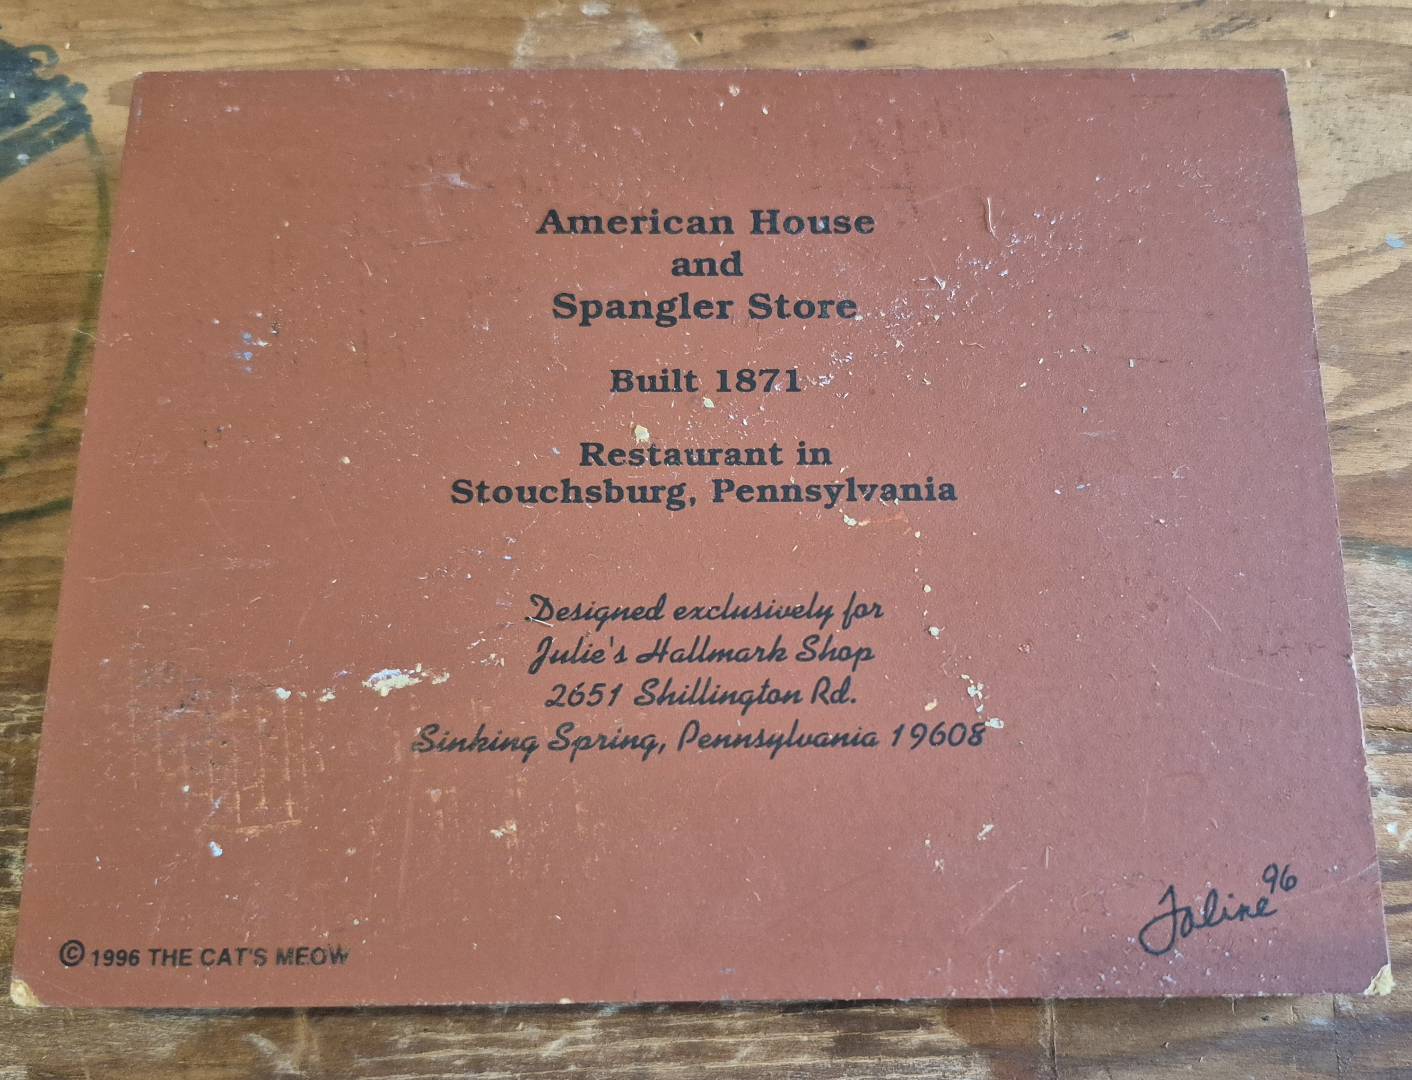 American House
and
Spangler Store
Built 1871
Restaurant in
Stouchsburg, Pennsylvania
Designed exclusively for
Julie's Hallmark Shop
2651 Shillington Rd.
Sinking Spring, Pennsylvania 19608
Faline 96
© 1996 THE CAT'S MEOW